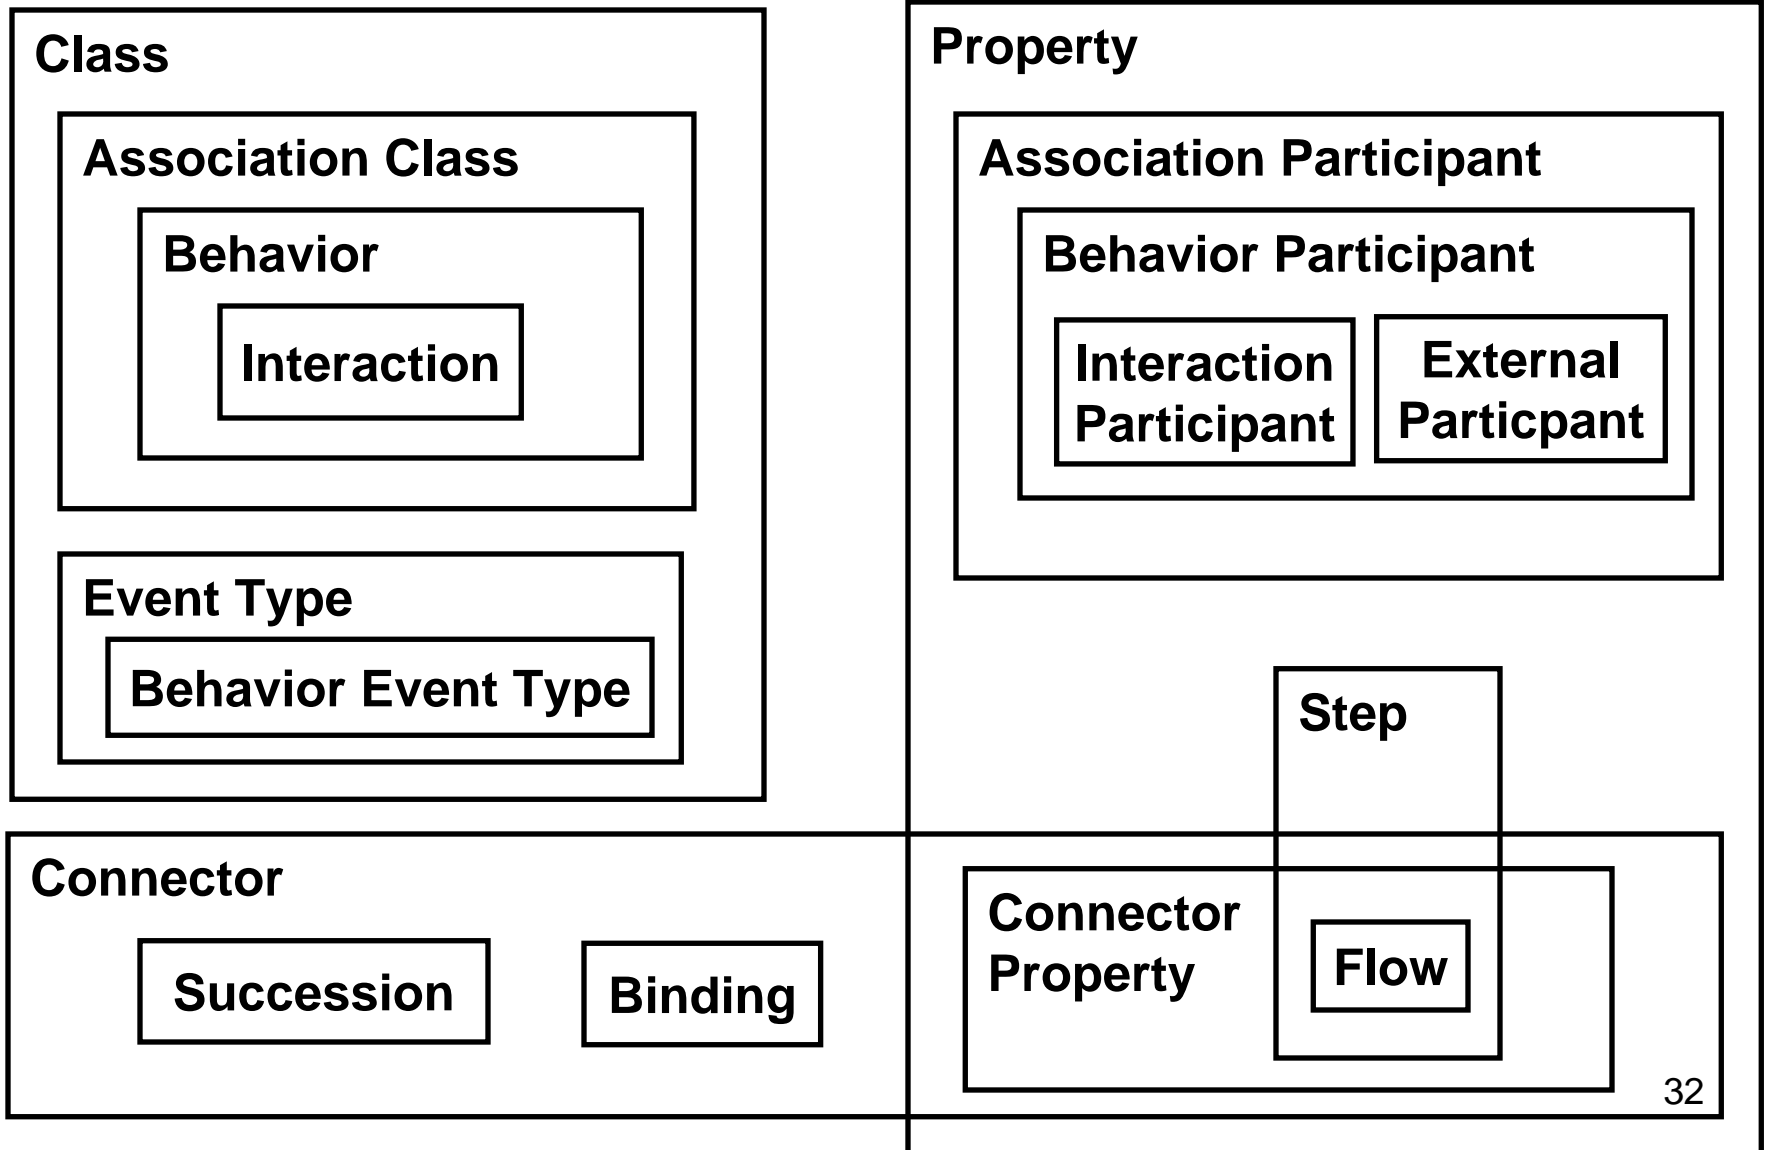 Class
Association Class
Behavior
Interaction
Event Type
Behavior Event Type
Property
Association Participant
Behavior Participant
Interaction
Participant
External
Particpant
Step
Connector
Succession
Binding
Connector
Property
Flow
32